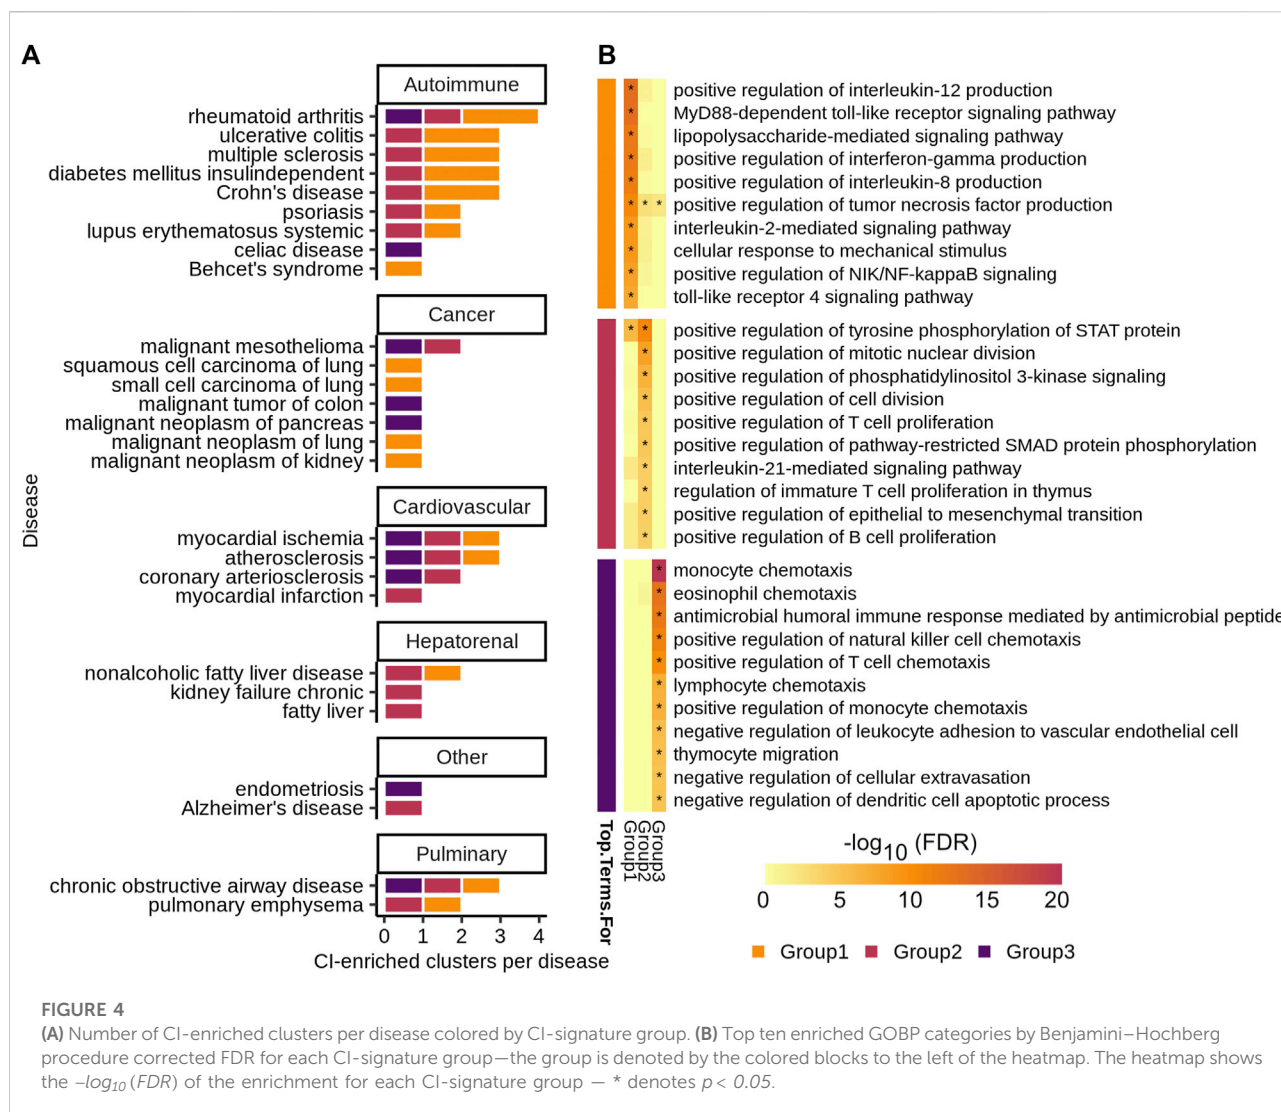 A
Disease
Autoimmune
rheumatoid arthritis
ulcerative colitis
multiple sclerosis
diabetes mellitus insulindependent
Crohn's disease
psoriasis
lupus erythematosus systemic
celiac disease
Behcet's syndrome
Cancer
malignant mesothelioma
squamous cell carcinoma of lung
small cell carcinoma of lung
malignant tumor of colon
malignant neoplasm of pancreas
malignant neoplasm of lung
malignant neoplasm of kidney
Cardiovascular
myocardial ischemia
atherosclerosis
coronary arteriosclerosis
myocardial infarction
Hepatorenal
nonalcoholic fatty liver disease
kidney failure chronic
fatty liver
Other
endometriosis
Alzheimer's disease
Pulminary
chronic obstructive airway disease
pulmonary emphysema
0 1 2 3 4
CI-enriched clusters per disease
B
* positive regulation of interleukin-12 production
* MyD88-dependent toll-like receptor signaling pathway
* lipopolysaccharide-mediated signaling pathway
* positive regulation of interferon-gamma production
* positive regulation of interleukin-8 production
* * * positive regulation of tumor necrosis factor production
* interleukin-2-mediated signaling pathway
* cellular response to mechanical stimulus
* positive regulation of NIK/NF-kappaB signaling
* toll-like receptor 4 signaling pathway
* * positive regulation of tyrosine phosphorylation of STAT protein
* positive regulation of mitotic nuclear division
* positive regulation of phosphatidylinositol 3-kinase signaling
* positive regulation of cell division
* positive regulation of T cell proliferation
* positive regulation of pathway-restricted SMAD protein phosphorylation
* interleukin-21-mediated signaling pathway
* regulation of immature T cell proliferation in thymus
* positive regulation of epithelial to mesenchymal transition
* positive regulation of B cell proliferation
* monocyte chemotaxis
* eosinophil chemotaxis
* antimicrobial humoral immune response mediated by antimicrobial peptide
* positive regulation of natural killer cell chemotaxis
* positive regulation of T cell chemotaxis
* lymphocyte chemotaxis
* positive regulation of monocyte chemotaxis
* negative regulation of leukocyte adhesion to vascular endothelial cell
* thymocyte migration
* negative regulation of cellular extravasation
* negative regulation of dendritic cell apoptotic process
Top.Terms.For
Group1
Group2
Group3
-log10 (FDR)
0 5 10 15 20
Group1 Group2 Group3
FIGURE 4
(A) Number of CI-enriched clusters per disease colored by CI-signature group. (B) Top ten enriched GOBP categories by Benjamini–Hochberg
procedure corrected FDR for each CI-signature group—the group is denoted by the colored blocks to the left of the heatmap. The heatmap shows
the –log10 (FDR) of the enrichment for each CI-signature group — * denotes p < 0.05.